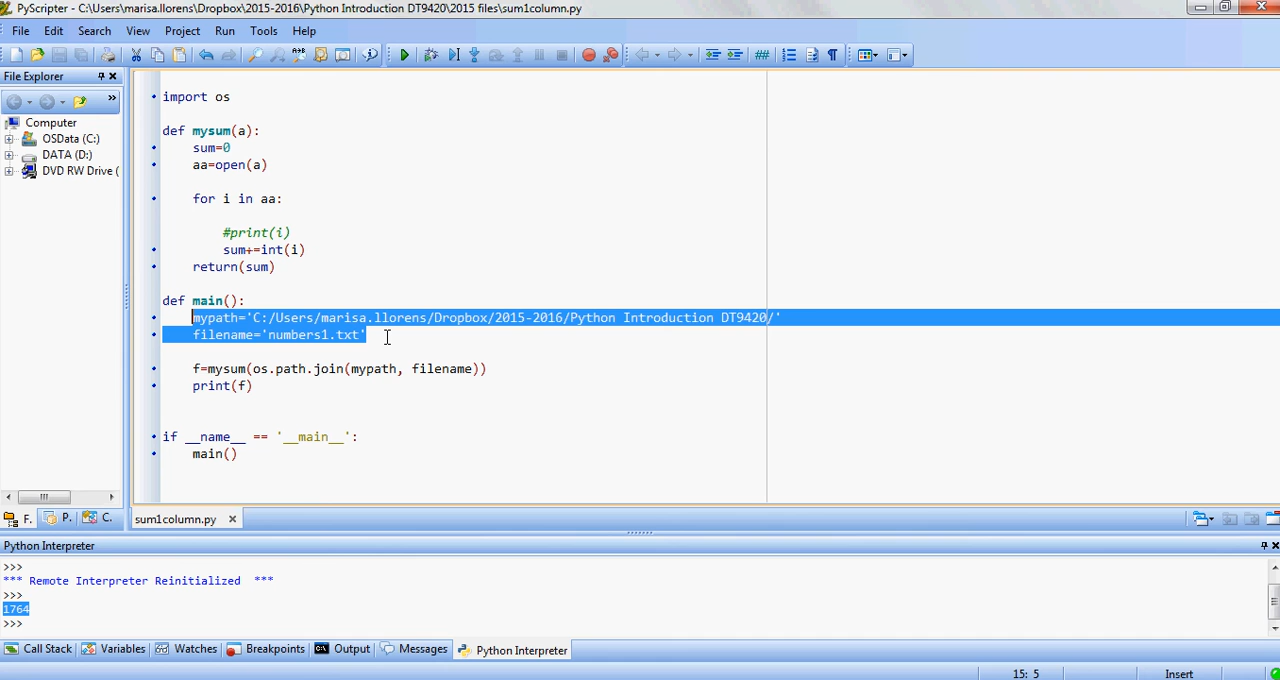 PyScripter - C:\Users\marisa.llorens\Dropbox\2015-2016\Python Introduction DT9420\2015 files\sum1column.py
File Edit Search View Project Run Tools Help
File Explorer
Computer
OSData (C:)
DATA (D:)
DVD RW Drive (
import os
def mysum(a):
sum=0
aa=open(a)
for i in aa:
#print(i)
sum+=int(i)
return(sum)
def main():
mypath='C:/Users/marisa.llorens/Dropbox/2015-2016/Python Introduction DT9420/'
filename='numbers1.txt'
f=mysum(os.path.join(mypath, filename))
print(f)
if __name__ == '__main__':
main()
F. P. C.
sum1column.py
Python Interpreter
>>>
*** Remote Interpreter Reinitialized ***
>>>
1764
>>>
Call Stack Variables Watches Breakpoints Output Messages Python Interpreter
15: 5 Insert